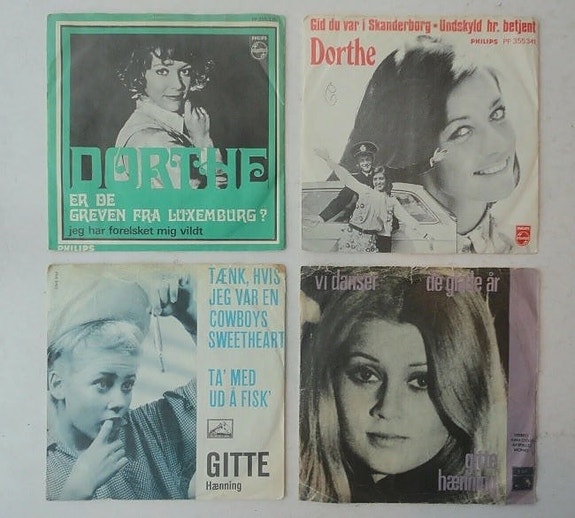 PHILIPS
DORTHE
ER DE
GREVEN FRA LUXEMBURG?
jeg har forelsket mig vildt
PHILIPS
Gid du var i Skanderborg • Undskyld hr. betjent
PHILIPS PF 355341
Dorthe
PHILIPS
TÆNK, HVIS
JEG VAR EN
COWBOYS
SWEETHEART
TA' MED
UD Å FISK'
GITTE
Hænning
vi danser de glade år
gitte
hænning